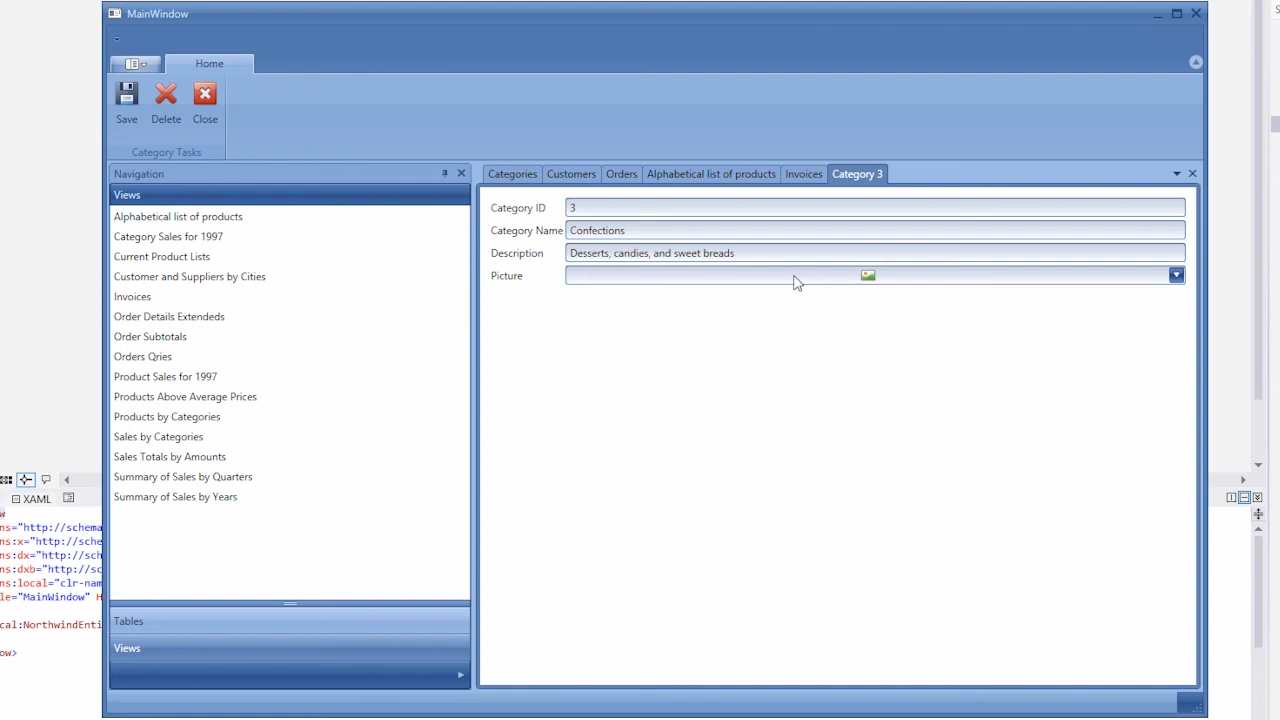 MainWindow
Home
Save
Delete
Close
Category Tasks
Navigation
Views
Alphabetical list of products
Category Sales for 1997
Current Product Lists
Customer and Suppliers by Cities
Invoices
Order Details Extendeds
Order Subtotals
Orders Qries
Product Sales for 1997
Products Above Average Prices
Products by Categories
Sales by Categories
Sales Totals by Amounts
Summary of Sales by Quarters
Summary of Sales by Years
Tables
Views
Categories
Customers
Orders
Alphabetical list of products
Invoices
Category 3
Category ID
3
Category Name
Confections
Description
Desserts, candies, and sweet breads
Picture
XAML
w
ns="http://schema
ns:x="http://sche
ns:dx="http://sch
ns:dxb="http://sc
ns:local="clr-nam
le="MainWindow" H
cal:NorthwindEnti
ow>